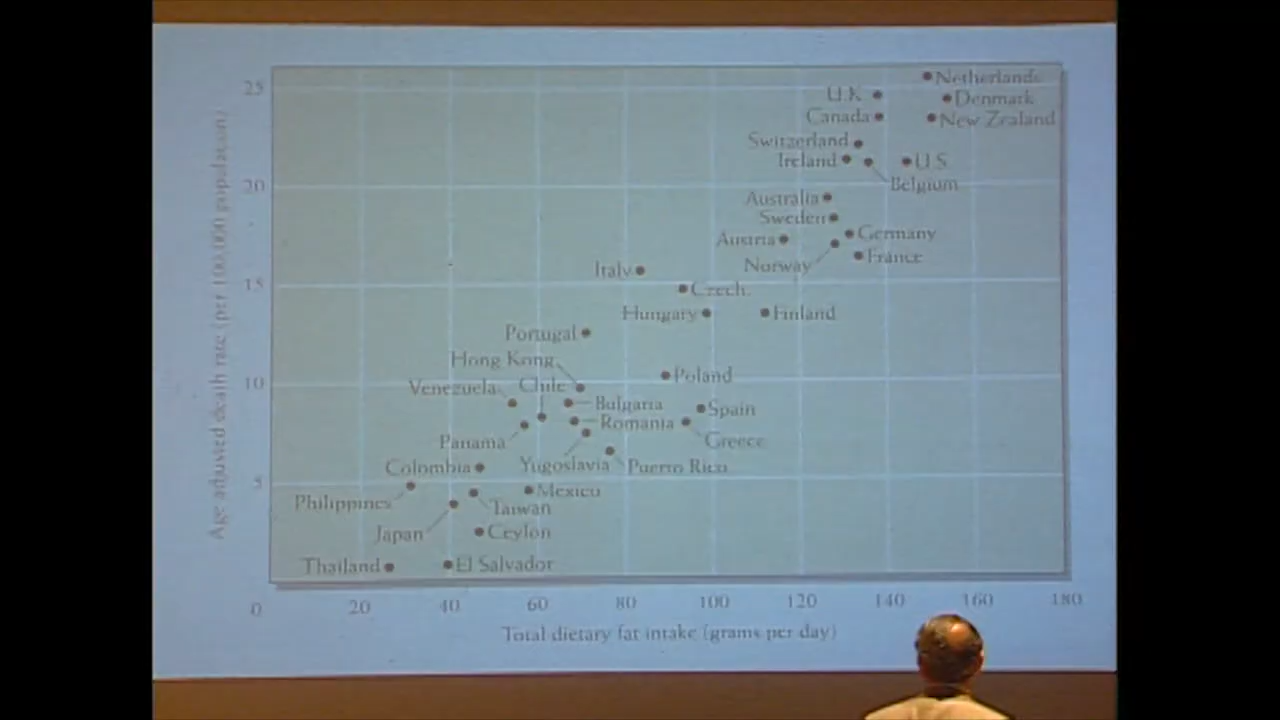 25
Netherlands
U.K.
Denmark
Canada
New Zealand
Switzerland
Ireland
U.S.
Belgium
20
Australia
Sweden
Austria
Germany
Norway
France
Italy
15
Czech.
Hungary
Finland
Portugal
Hong Kong
Poland
10
Venezuela
Chile
Bulgaria
Spain
Romania
Panama
Greece
Colombia
Yugoslavia
Puerto Rico
5
Philippines
Mexico
Taiwan
Japan
Ceylon
Thailand
El Salvador
0 20 40 60 80 100 120 140 160 180
Total dietary fat intake (grams per day)
Age adjusted death rate (per 100,000 population)